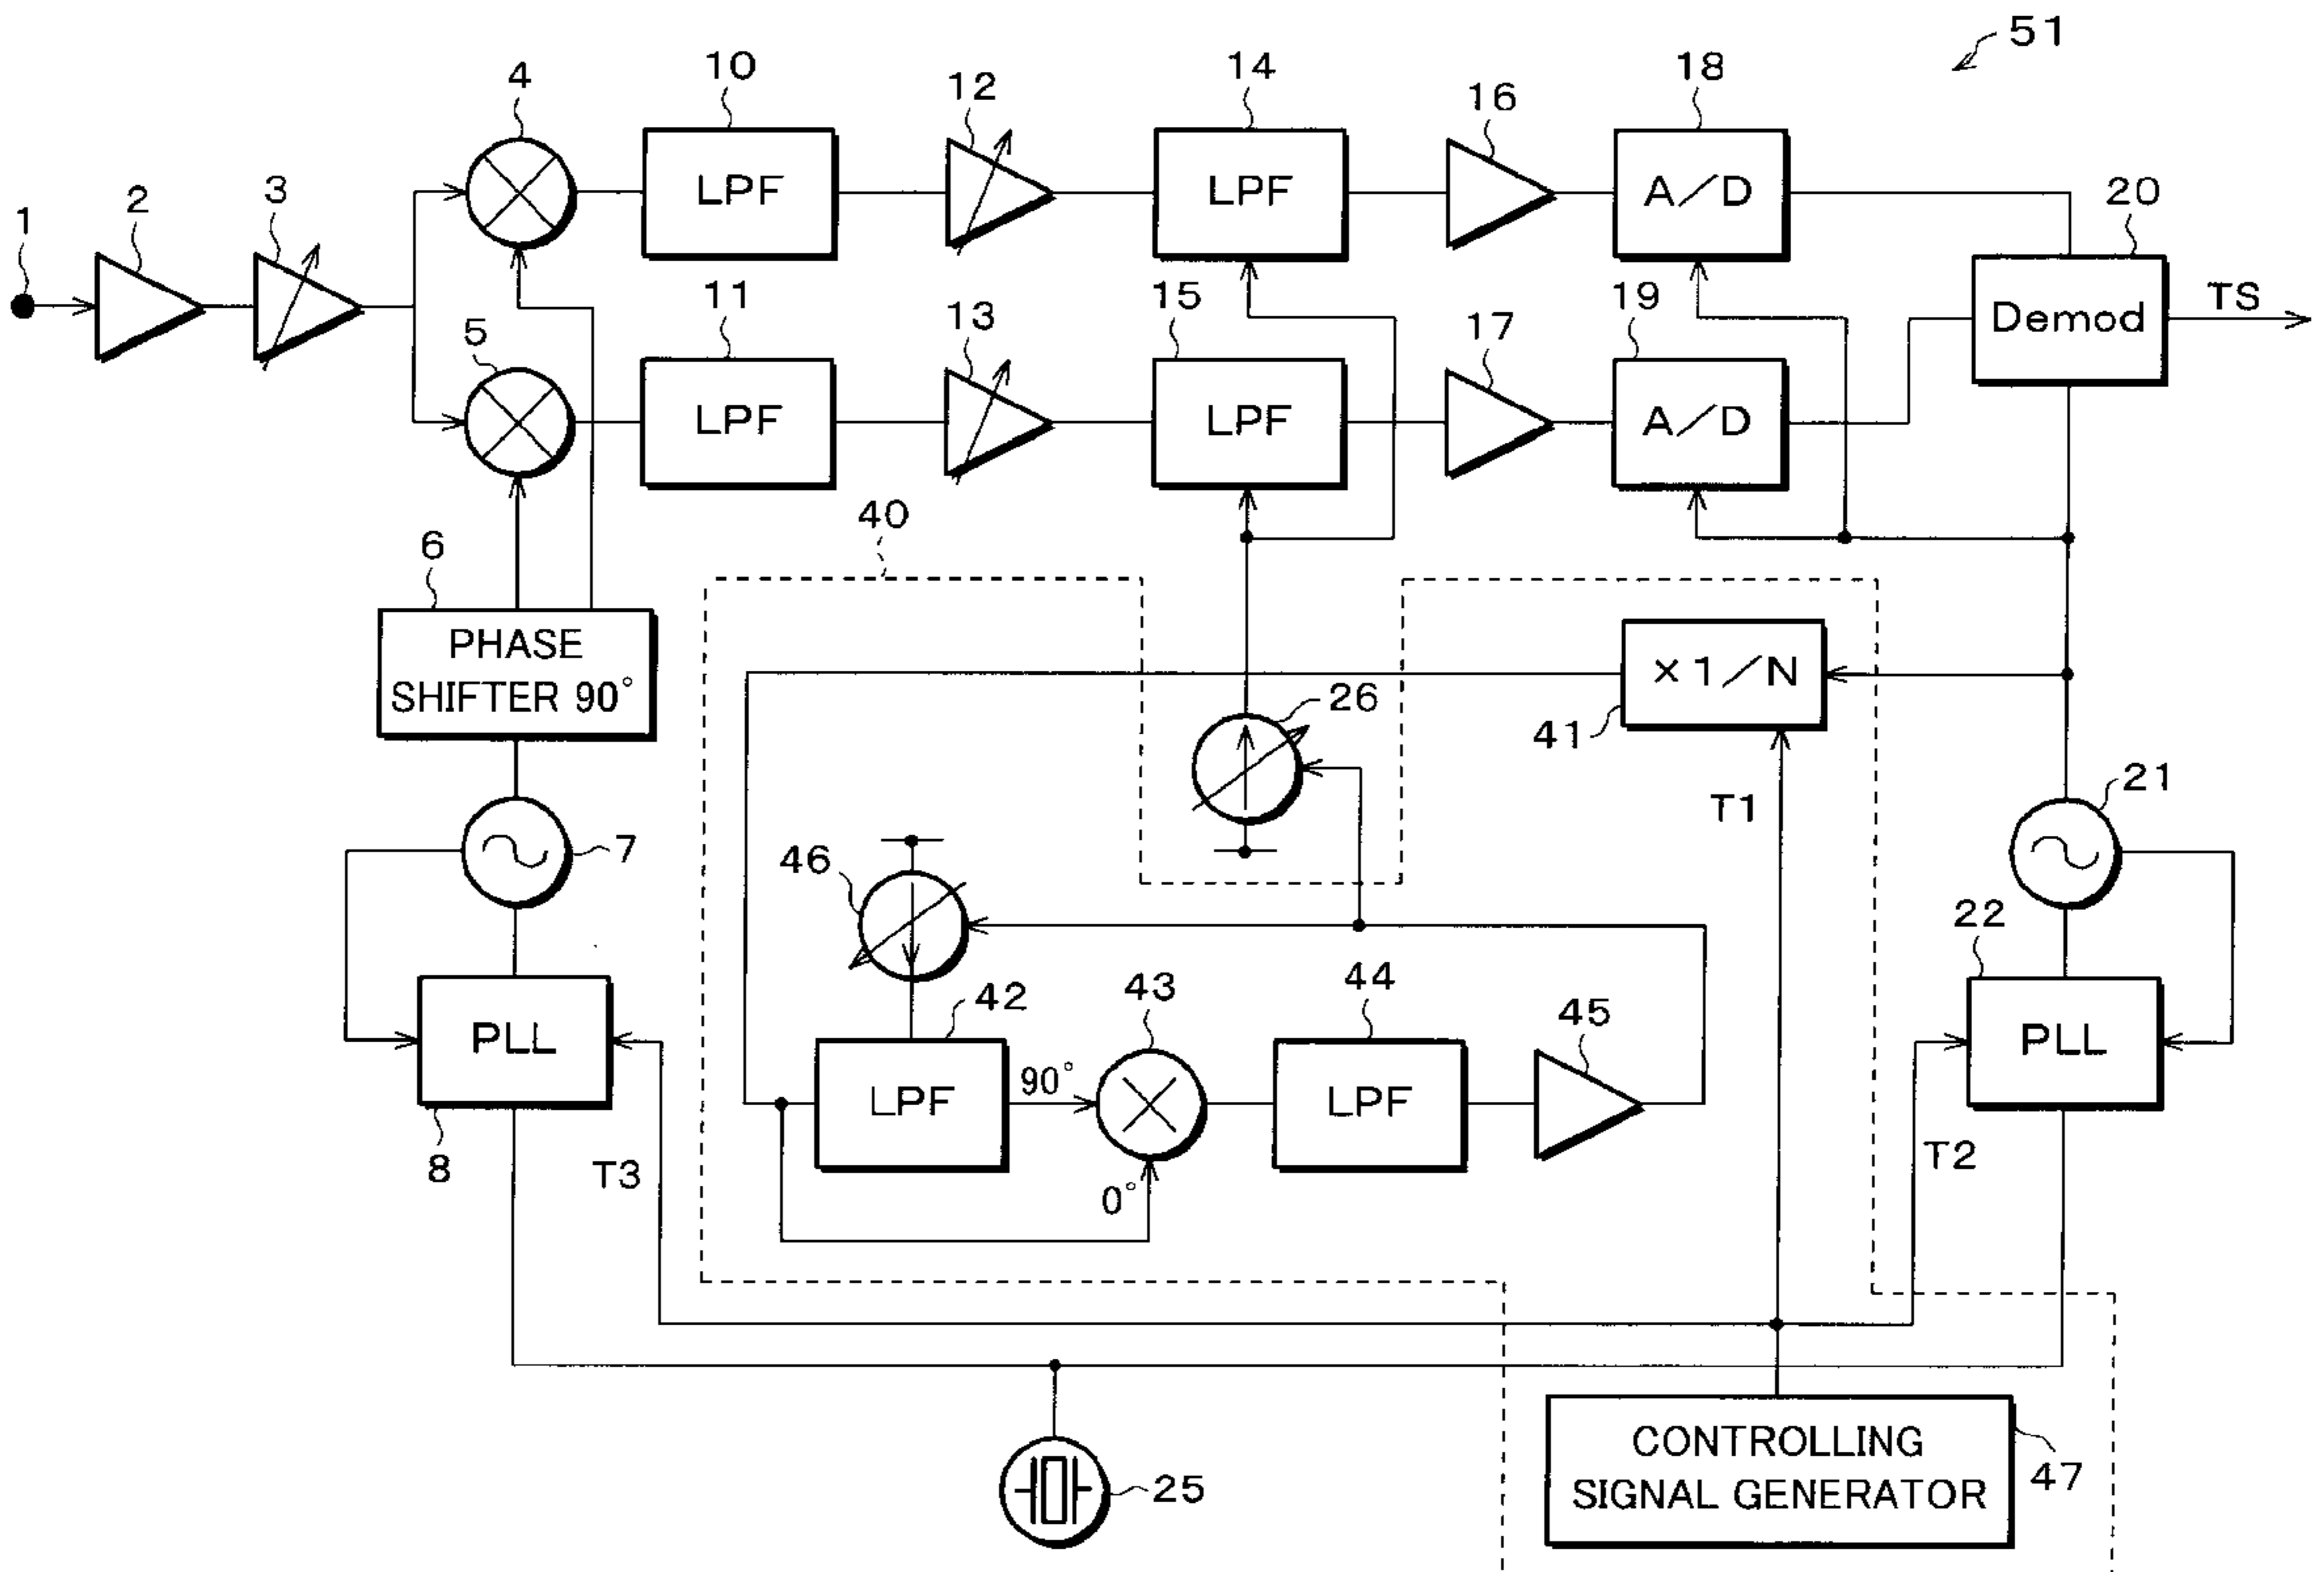 51
4
10
12
14
16
18
1
2
3
LPF
LPF
A/D
20
5
11
13
15
17
19
Demod
TS
LPF
LPF
A/D
6
40
PHASE
SHIFTER 90°
×1/N
26
41
7
46
T1
21
22
PLL
42
43
44
45
PLL
90°
LPF
LPF
8
T3
0°
T2
25
CONTROLLING
SIGNAL GENERATOR
47